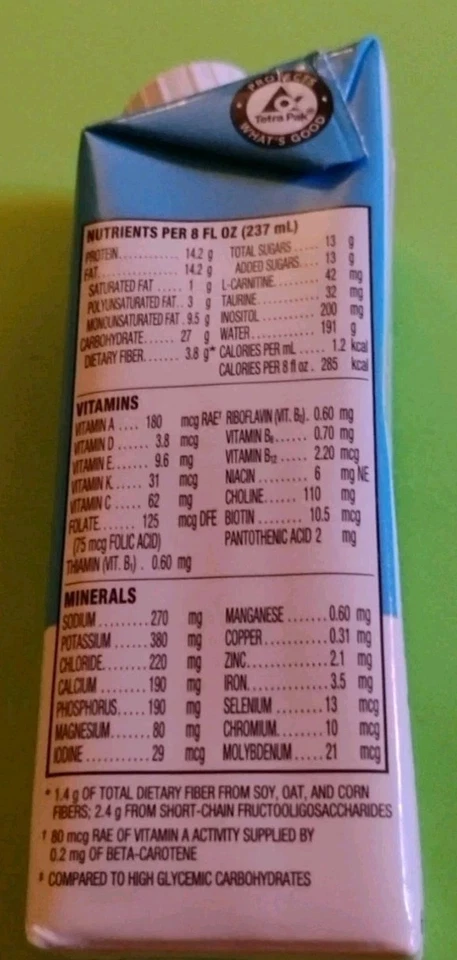 PROTECTS
Tetra Pak®
WHAT'S GOOD
NUTRIENTS PER 8 FL OZ (237 mL)
PROTEIN............ 14.2 g TOTAL SUGARS...... 13 g
FAT................... 14.2 g ADDED SUGARS.... 13 g
SATURATED FAT ..... 1 g L-CARNITINE......... 42 mg
POLYUNSATURATED FAT.. 3 g TAURINE.............. 32 mg
MONOUNSATURATED FAT . 9.5 g INOSITOL ............ 200 mg
CARBOHYDRATE...... 27 g WATER................ 191 g
DIETARY FIBER....... 3.8 g* CALORIES PER mL ..... 1.2 kcal
CALORIES PER 8 fl oz . 285 kcal
VITAMINS
VITAMIN A .... 180 mcg RAE† RIBOFLAVIN (VIT. B₂). 0.60 mg
VITAMIN D ...... 3.8 mcg VITAMIN B₆...... 0.70 mg
VITAMIN E....... 9.6 mg VITAMIN B₁₂ ..... 2.20 mcg
VITAMIN K...... 31 mcg NIACIN .......... 6 mg NE
VITAMIN C ..... 62 mg CHOLINE...... 110 mg
FOLATE........ 125 mcg DFE BIOTIN ......... 10.5 mcg
(75 mcg FOLIC ACID) PANTOTHENIC ACID 2 mg
THIAMIN (VIT. B₁) . 0.60 mg
MINERALS
SODIUM...........270 mg MANGANESE .......0.60 mg
POTASSIUM ......380 mg COPPER..............0.31 mg
CHLORIDE........220 mg ZINC..................2.1 mg
CALCIUM .........190 mg IRON..................3.5 mg
PHOSPHORUS.....190 mg SELENIUM ...........13 mcg
MAGNESIUM.......80 mg CHROMIUM..........10 mcg
IODINE .............29 mcg MOLYBDENUM ......21 mcg
* 1.4 g OF TOTAL DIETARY FIBER FROM SOY, OAT, AND CORN
FIBERS; 2.4 g FROM SHORT-CHAIN FRUCTOOLIGOSACCHARIDES
† 80 mcg RAE OF VITAMIN A ACTIVITY SUPPLIED BY
0.2 mg OF BETA-CAROTENE
‡ COMPARED TO HIGH GLYCEMIC CARBOHYDRATES